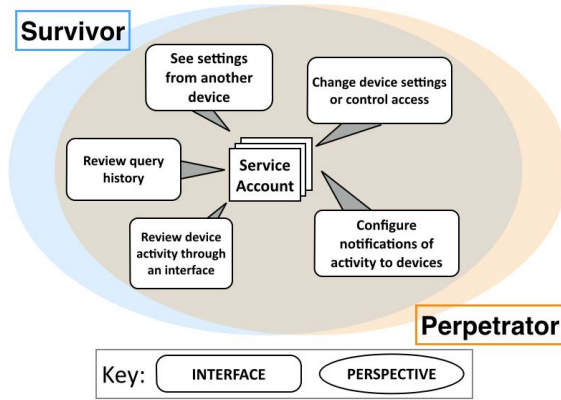 Survivor
See settings
from another
device
Change device settings
or control access
Review query
history
Service
Account
Review device
activity through
an interface
Configure
notifications of
activity to devices
Perpetrator
Key:
INTERFACE
PERSPECTIVE